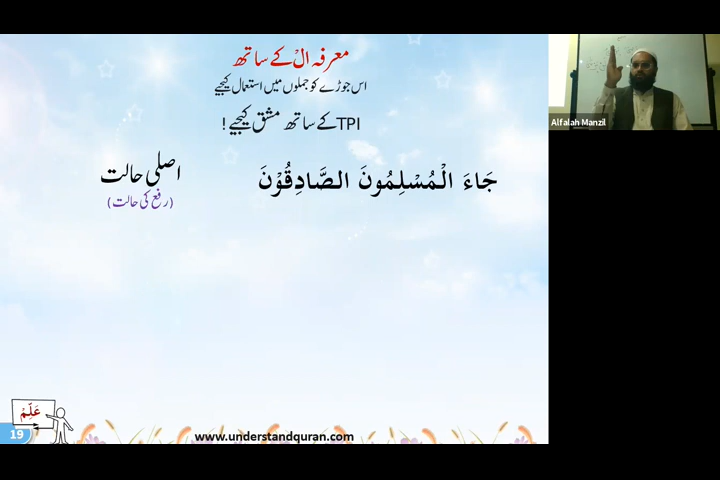 معرفہ الْ کے ساتھ
اس جوڑے کو جملوں میں استعمال کیجیے
TPI کے ساتھ مشق کیجیے !
جَاءَ الْمُسْلِمُونَ الصَّادِقُوْنَ
اصلی حالت
(رفع کی حالت)
عَلِّمْ
19
www.understandquran.com
Alfalah Manzil